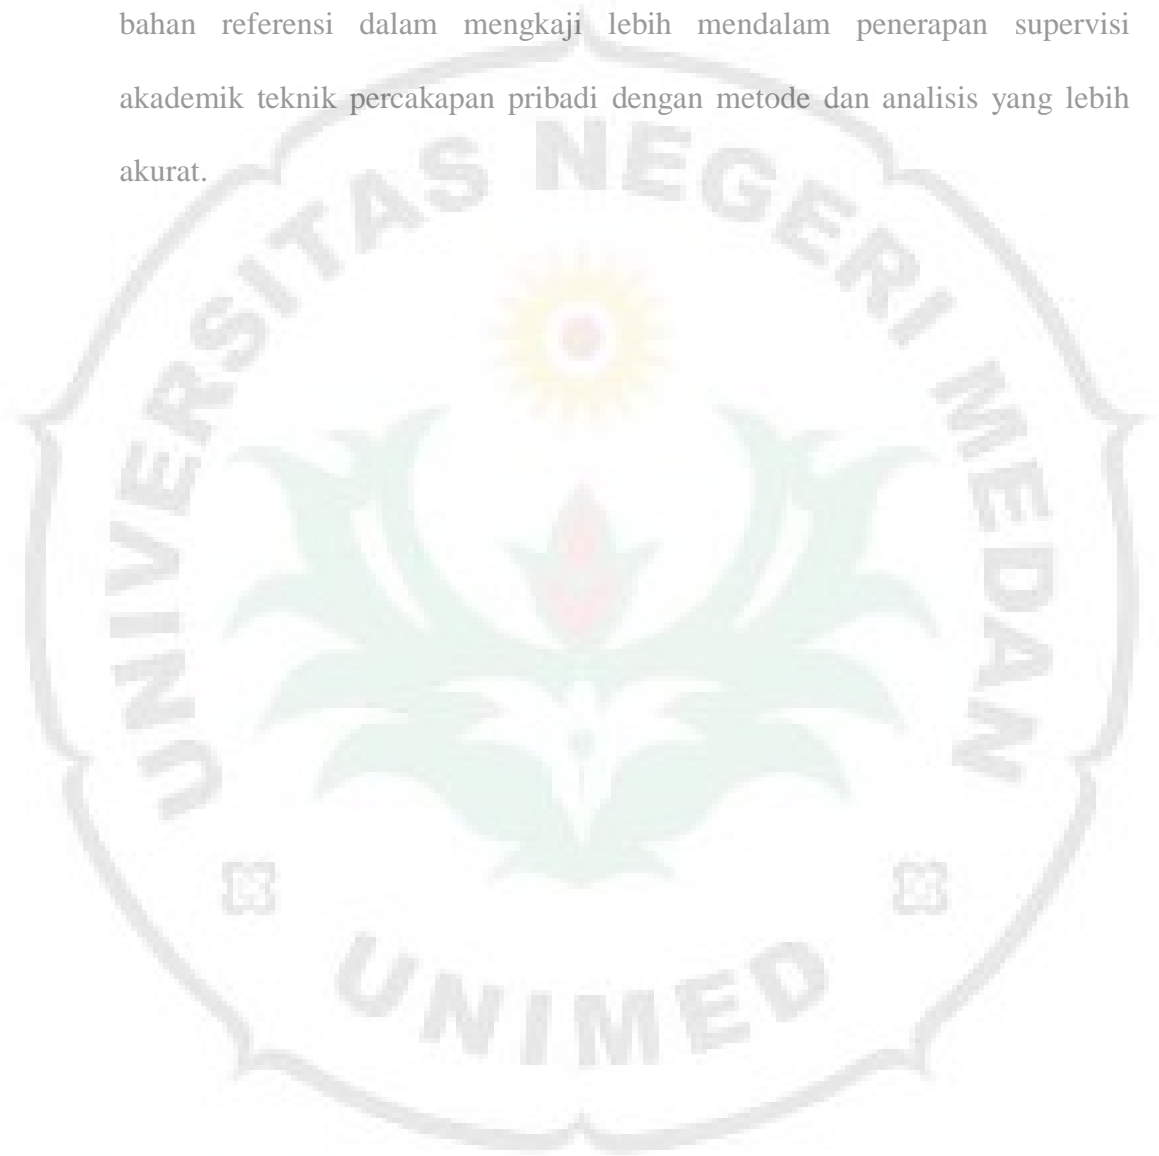 bahan referensi dalam mengkaji lebih mendalam penerapan supervisi
akademik teknik percakapan pribadi dengan metode dan analisis yang lebih
akurat.
UNIVERSITAS NEGERI MEDAN
UNIMED